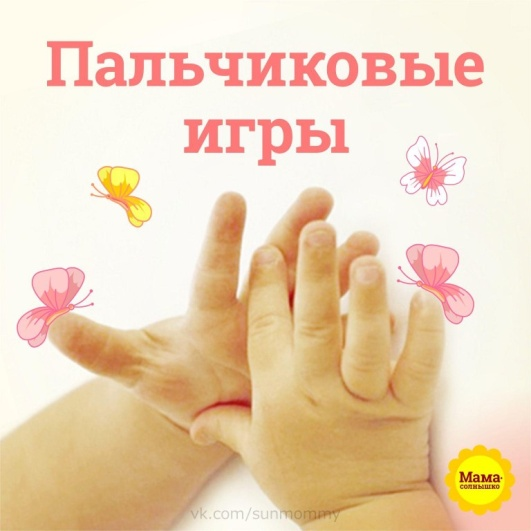 Пальчиковые
игры
Мама-
солнышко
vk.com/sunmommy